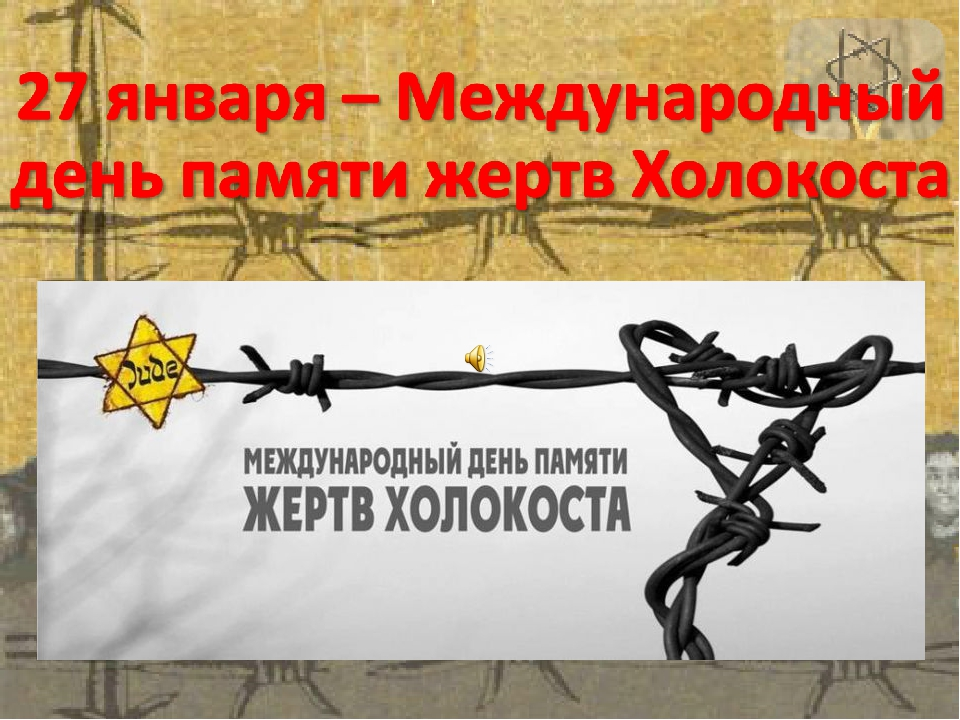 27 января – Международный
день памяти жертв Холокоста
Jude
МЕЖДУНАРОДНЫЙ ДЕНЬ ПАМЯТИ
ЖЕРТВ ХОЛОКОСТА